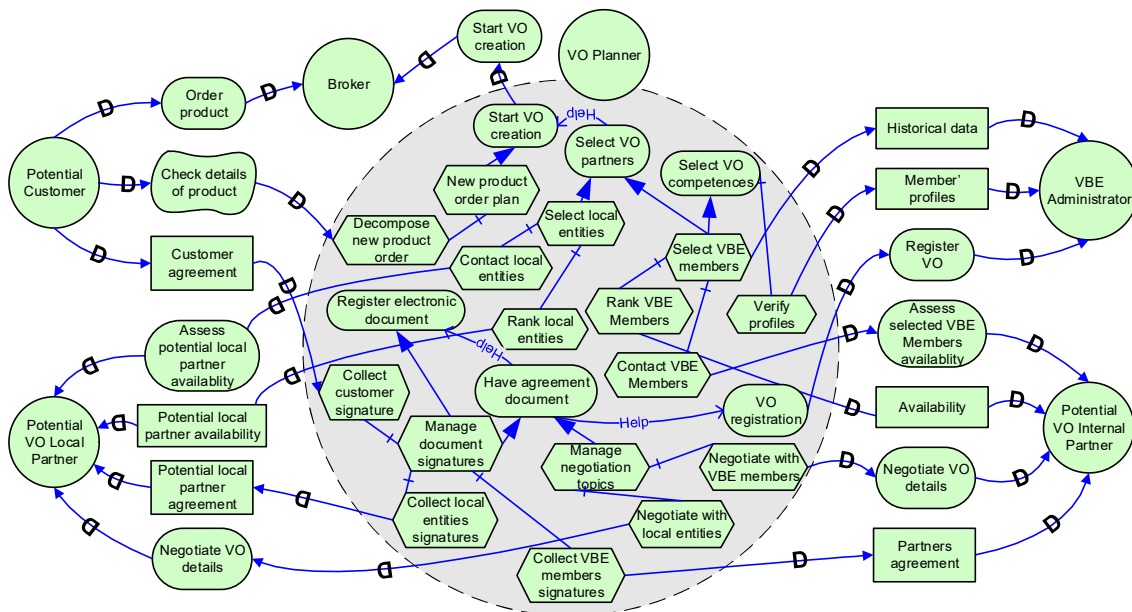 Start VO
creation
VO Planner
D
Broker
D
Order
product
D
D
Potential
Customer
D
Check details
of product
D
D
Customer
agreement
D
Start VO
creation
Help
Select VO
partners
Select VO
competences
New product
order plan
Decompose
new product
order
Select local
entities
Contact local
entities
Select VBE
members
Register electronic
document
Rank local
entities
Rank VBE
Members
Verify
profiles
Help
Contact VBE
Members
Collect
customer
signature
Have agreement
document
Help
VO
registration
Manage
document
signatures
Manage
negotiation
topics
Negotiate with
VBE members
Collect local
entities
signatures
Negotiate with
local entities
Collect VBE
members
signatures
D
D
Historical data
D
Member'
profiles
D
VBE
Administrator
D
Register
VO
D
D
Assess
selected VBE
Members availablity
D
D
Availability
D
Potential
VO Internal
Partner
D
Negotiate VO
details
D
D
Partners
agreement
D
D
Assess
potential local
partner
availablity
D
D
Potential local
partner availability
D
Potential
VO Local
Partner
D
Potential local
partner
agreement
D
D
Negotiate VO
details
D